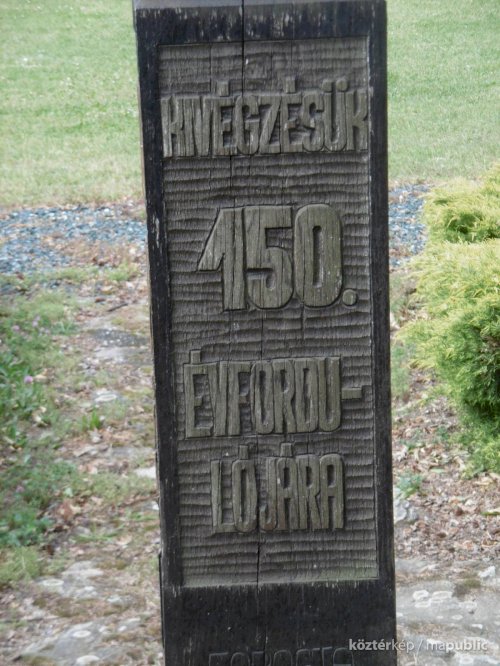 KIVÉGZÉSÜK
150.
ÉVFORDU-
LÓJÁRA
köztérkép / mapublic